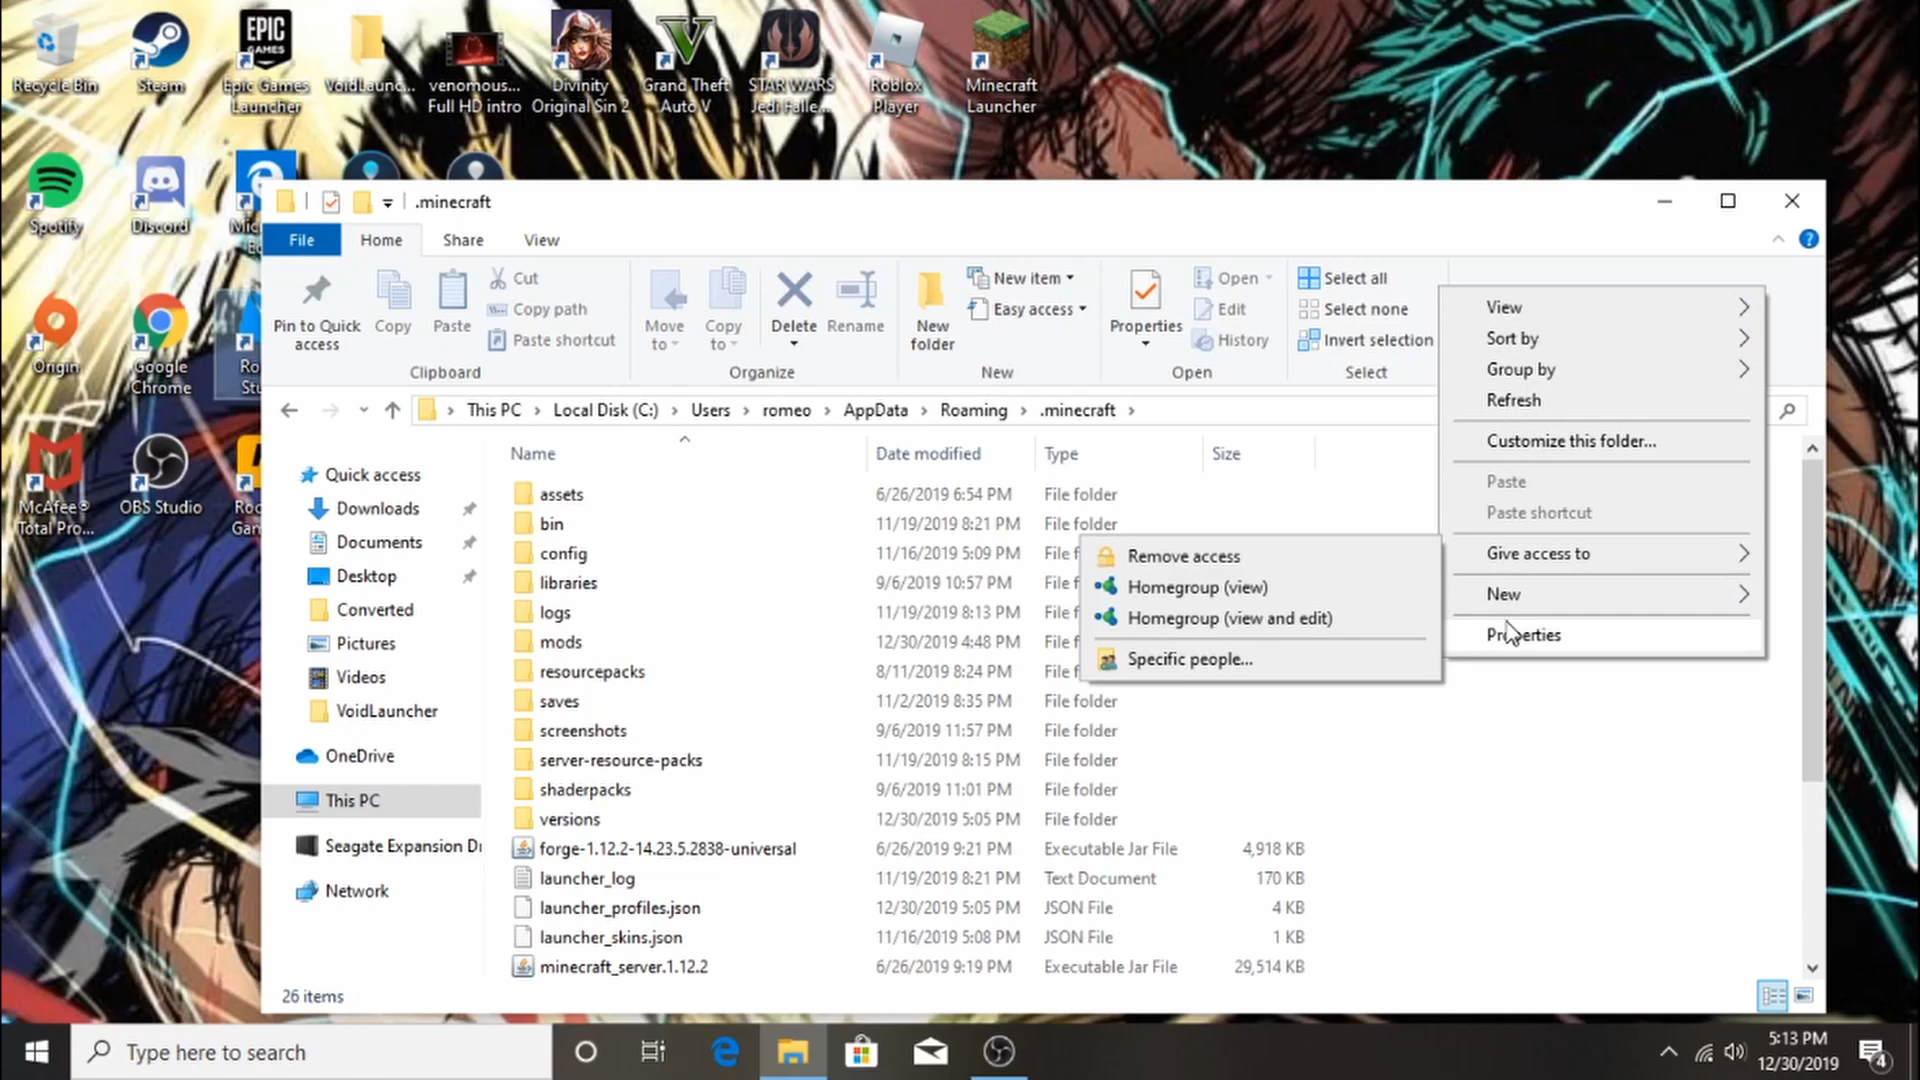 Recycle Bin
Steam
Epic Games
Launcher
VoidLaunc...
venomous...
Full HD intro
Divinity
Original Sin 2
Grand Theft
Auto V
STAR WARS
Jedi Falle...
Roblox
Player
Minecraft
Launcher
EPIC
GAMES
Spotify
Discord
Origin
Google
Chrome
McAfee®
Total Pro...
OBS Studio
.minecraft
File
Home
Share
View
Pin to Quick
access
Copy
Paste
Cut
Copy path
Paste shortcut
Clipboard
Move
to
Copy
to
Delete
Rename
Organize
New
folder
New item
Easy access
New
Properties
Open
Edit
History
Open
Select all
Select none
Invert selection
Select
This PC
Local Disk (C:)
Users
romeo
AppData
Roaming
.minecraft
Quick access
Downloads
Documents
Desktop
Converted
Pictures
Videos
VoidLauncher
OneDrive
This PC
Seagate Expansion Dr
Network
Name Date modified Type Size
assets 6/26/2019 6:54 PM File folder
bin 11/19/2019 8:21 PM File folder
config 11/16/2019 5:09 PM File f
libraries 9/6/2019 10:57 PM File f
logs 11/19/2019 8:13 PM File f
mods 12/30/2019 4:48 PM File f
resourcepacks 8/11/2019 8:24 PM File f
saves 11/2/2019 8:35 PM File folder
screenshots 9/6/2019 11:57 PM File folder
server-resource-packs 11/19/2019 8:15 PM File folder
shaderpacks 9/6/2019 11:01 PM File folder
versions 12/30/2019 5:05 PM File folder
forge-1.12.2-14.23.5.2838-universal 6/26/2019 9:21 PM Executable Jar File 4,918 KB
launcher_log 11/19/2019 8:21 PM Text Document 170 KB
launcher_profiles.json 12/30/2019 5:05 PM JSON File 4 KB
launcher_skins.json 11/16/2019 5:08 PM JSON File 1 KB
minecraft_server.1.12.2 6/26/2019 9:19 PM Executable Jar File 29,514 KB
26 items
View
Sort by
Group by
Refresh
Customize this folder...
Paste
Paste shortcut
Give access to
New
Properties
Remove access
Homegroup (view)
Homegroup (view and edit)
Specific people...
Type here to search
5:13 PM
12/30/2019
4